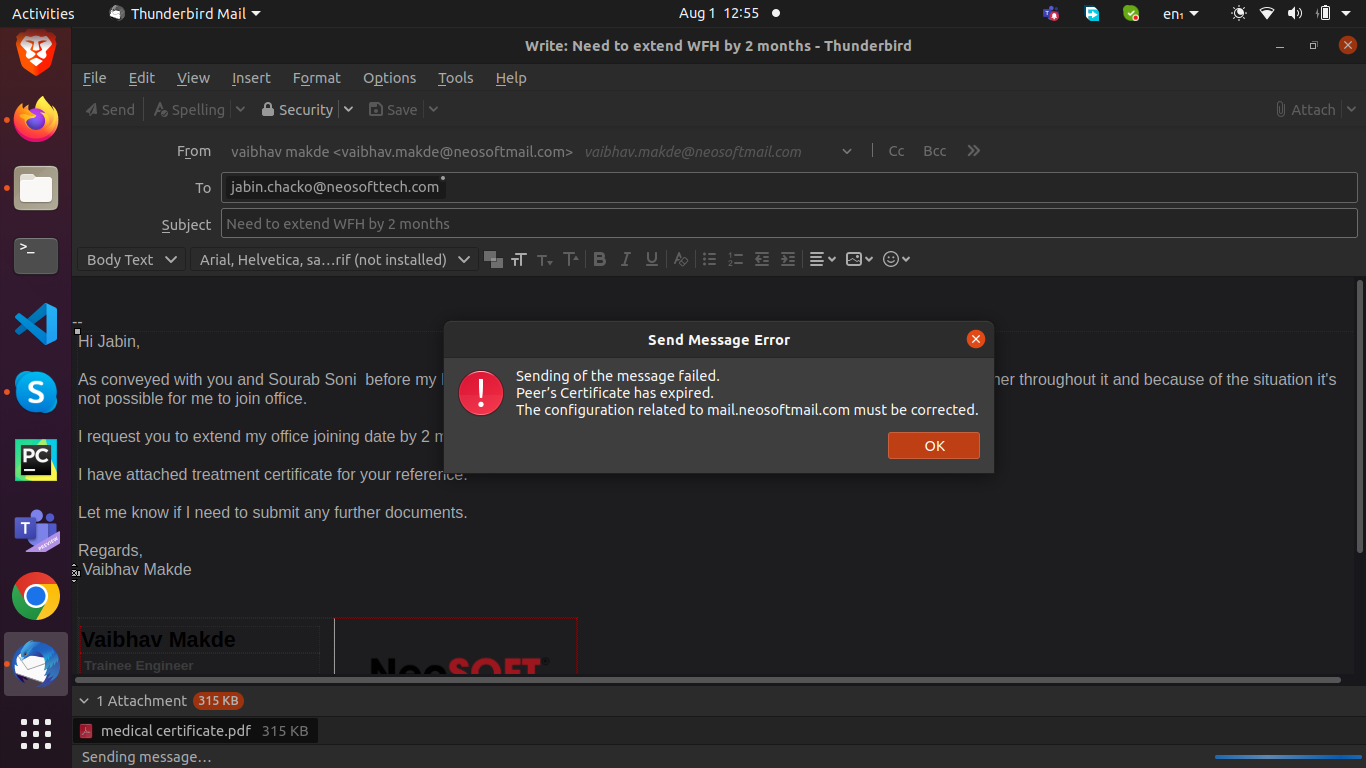 Activities Thunderbird Mail Aug 1 12:55 en₁
Write: Need to extend WFH by 2 months - Thunderbird
File Edit View Insert Format Options Tools Help
Send Spelling Security Save Attach
From vaibhav makde <vaibhav.makde@neosoftmail.com> vaibhav.makde@neosoftmail.com Cc Bcc
To jabin.chacko@neosofttech.com
Subject Need to extend WFH by 2 months
Body Text Arial, Helvetica, sa…rif (not installed)
--
Hi Jabin,
Send Message Error
Sending of the message failed.
Peer's Certificate has expired.
The configuration related to mail.neosoftmail.com must be corrected.
OK
As conveyed with you and Sourab Soni before my throughout it and because of the situation it's
not possible for me to join office.
I request you to extend my office joining date by 2
I have attached treatment certificate for your reference.
Let me know if I need to submit any further documents.
Regards,
Vaibhav Makde
Vaibhav Makde
Trainee Engineer
NeoSOFT
1 Attachment 315 KB
medical certificate.pdf 315 KB
Sending message…